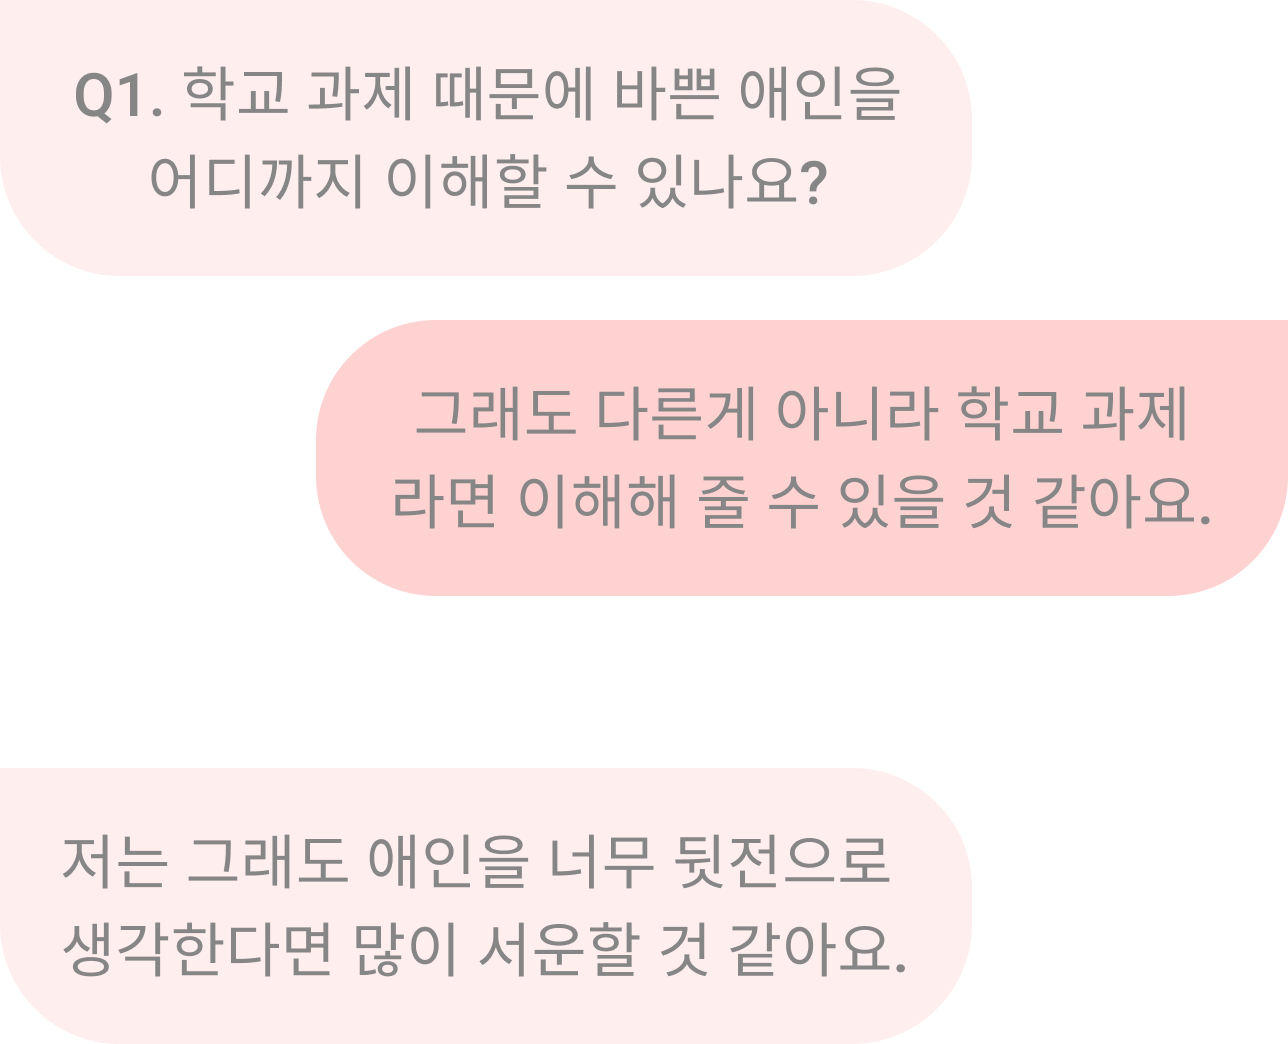 Q1. 학교 과제 때문에 바쁜 애인을
어디까지 이해할 수 있나요?
그래도 다른게 아니라 학교 과제
라면 이해해 줄 수 있을 것 같아요.
저는 그래도 애인을 너무 뒷전으로
생각한다면 많이 서운할 것 같아요.